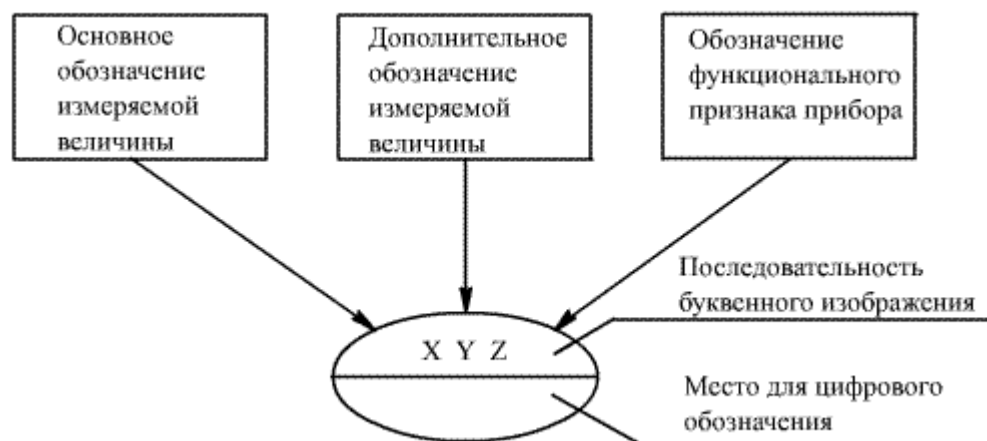 Основное
обозначение
измеряемой
величины
Дополнительное
обозначение
измеряемой
величины
Обозначение
функционального
признака прибора
Последовательность
буквенного изображения
X Y Z
Место для цифрового
обозначения